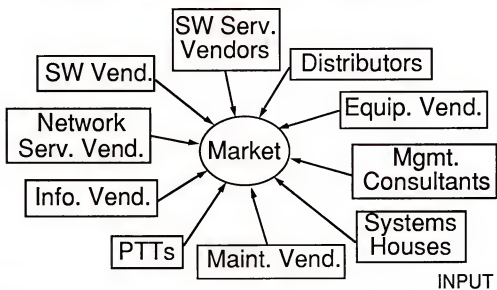 SW Serv.
Vendors
SW Vend.
Distributors
Equip. Vend.
Network
Serv. Vend.
Market
Mgmt.
Consultants
Info. Vend.
Systems
Houses
PTTs
Maint. Vend.
INPUT